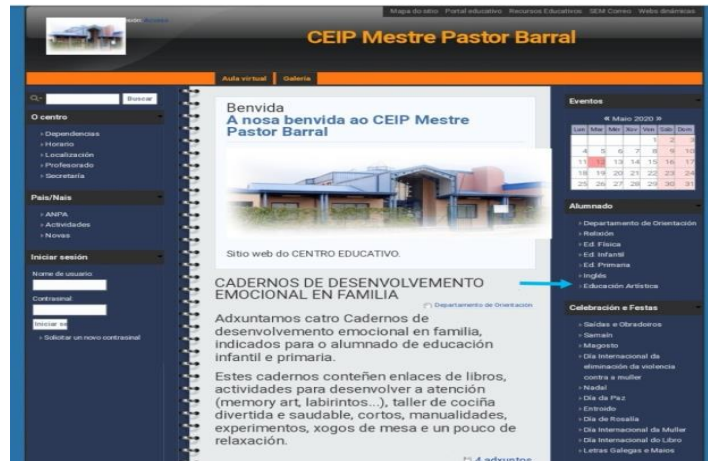 Mapa do sitio Portal educativo Recursos Educativos SEM Correo Webs dinámicas
CEIP Mestre Pastor Barral
Aula virtual Galeria
Buscar
O centro
Dependencias
Horario
Localización
Profesorado
Secretaría
Pais/Nais
ANPA
Actividades
Novas
Iniciar sesión
Nome de usuario:
Contrasinal:
Iniciar se
Solicitar un novo contrasinal
Benvida
A nosa benvida ao CEIP Mestre
Pastor Barral
Sitio web do CENTRO EDUCATIVO.
CADERNOS DE DESENVOLVEMENTO
EMOCIONAL EN FAMILIA
Departamento de Orientación
Adxuntamos catro Cadernos de
desenvolvemento emocional en familia,
indicados para o alumnado de educación
infantil e primaria.
Estes cadernos conteñen enlaces de libros,
actividades para desenvolver a atención
(memory art, labirintos...), taller de cociña
divertida e saudable, cortos, manualidades,
experimentos, xogos de mesa e un pouco de
relaxación.
4 adxuntos
Eventos
« Maio 2020 »
Lun Mar Mér Xov Ven Sáb Dom
1 2 3
4 5 6 7 8 9 10
11 12 13 14 15 16 17
18 19 20 21 22 23 24
25 26 27 28 29 30 31
Alumnado
Departamento de Orientación
Relixión
Ed. Física
Ed. Infantil
Ed. Primaria
Inglés
Educación Artística
Celebración e Festas
Saídas e Obradoiros
Samaín
Magosto
Día Internacional da
eliminación da violencia
contra a muller
Nadal
Día da Paz
Entroido
Día de Rosalía
Día Internacional da Muller
Día Internacional do Libro
Letras Galegas e Maios